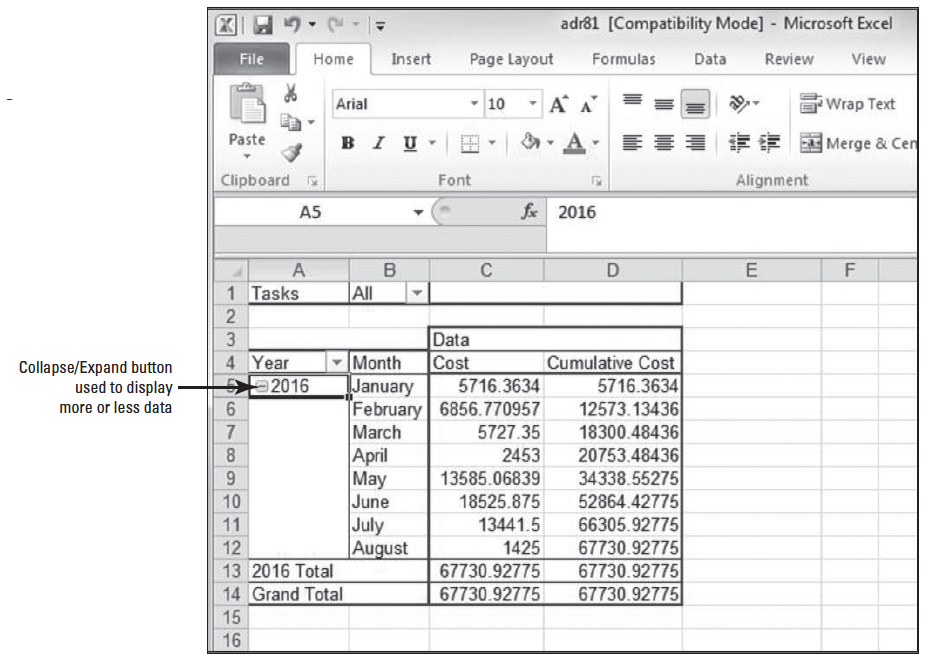 adr81 [Compatibility Mode] - Microsoft Excel
File Home Insert Page Layout Formulas Data Review View
Arial 10 A A Wrap Text
Paste B I U A Merge & Cen
Clipboard Font Alignment
A5 fx 2016
A B C D E F
1 Tasks All
2
3 Data
4 Year Month Cost Cumulative Cost
Collapse/Expand button
used to display
more or less data
5 2016 January 5716.3634 5716.3634
6 February 6856.770957 12573.13436
7 March 5727.35 18300.48436
8 April 2453 20753.48436
9 May 13585.06839 34338.55275
10 June 18525.875 52864.42775
11 July 13441.5 66305.92775
12 August 1425 67730.92775
13 2016 Total 67730.92775 67730.92775
14 Grand Total 67730.92775 67730.92775
15
16